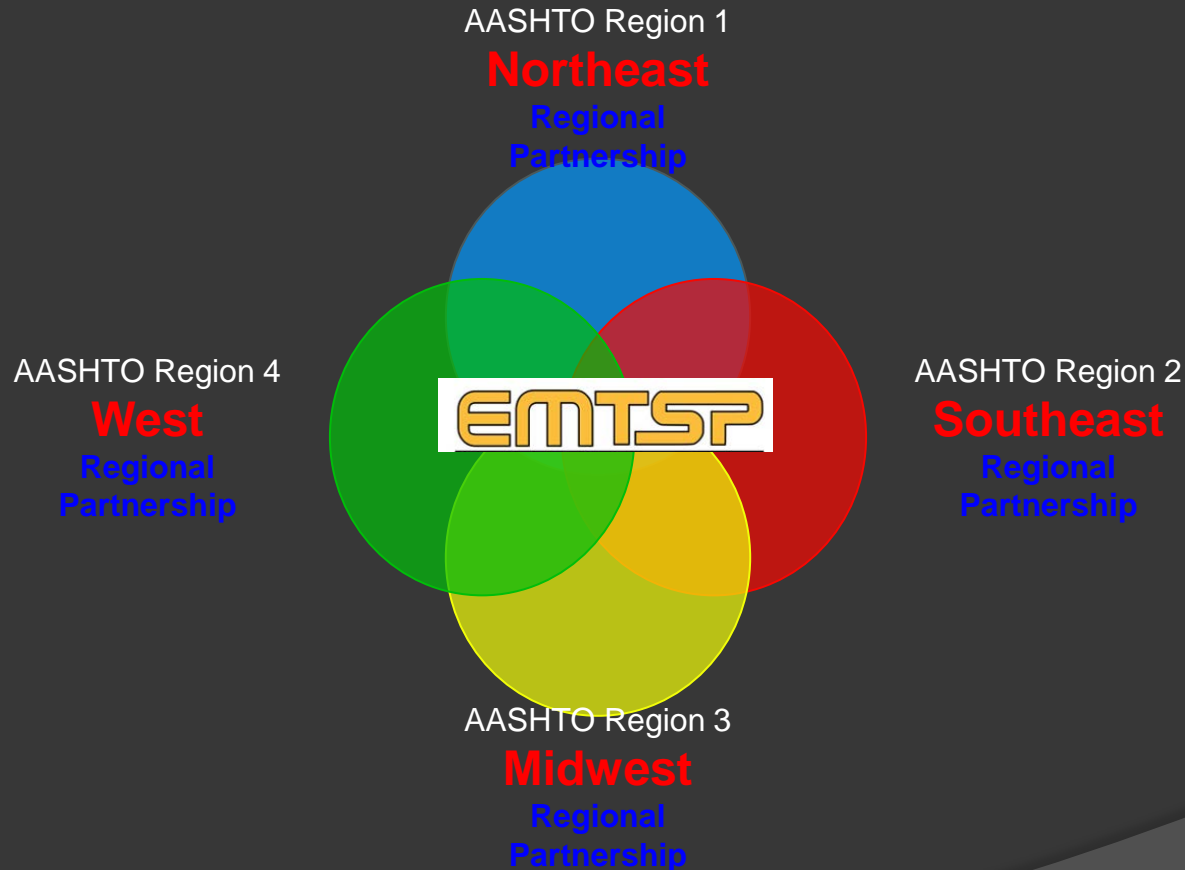 AASHTO Region 1
Northeast
Regional
Partnership
AASHTO Region 4
West
Regional
Partnership
EMTSP
AASHTO Region 2
Southeast
Regional
Partnership
AASHTO Region 3
Midwest
Regional
Partnership